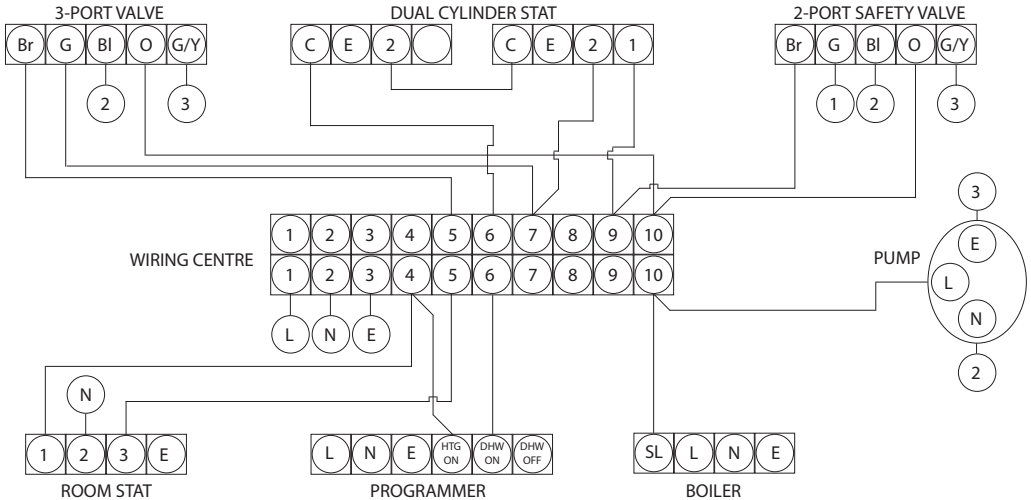 3-PORT VALVE DUAL CYLINDER STAT 2-PORT SAFETY VALVE
Br G Bl O G/Y C E 2 C E 2 1 Br G Bl O G/Y
2 3 1 2 3
3
1 2 3 4 5 6 7 8 9 10
E
WIRING CENTRE
PUMP
1 2 3 4 5 6 7 8 9 10
L
N
L N E
2
N
1 2 3 E L N E HTG ON DHW ON DHW OFF SL L N E
ROOM STAT PROGRAMMER BOILER